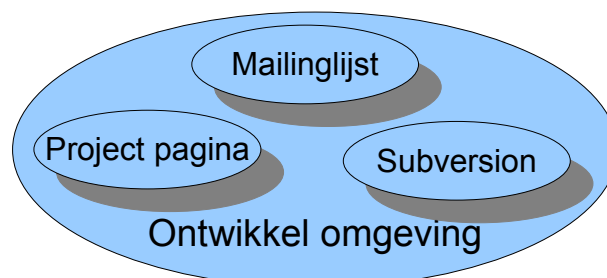 Mailinglijst
Project pagina
Subversion
Ontwikkel omgeving